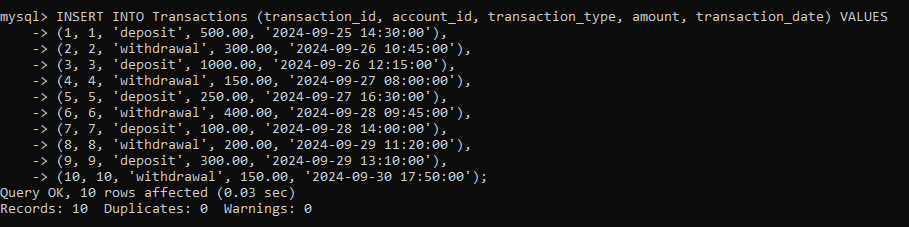 mysql> INSERT INTO Transactions (transaction_id, account_id, transaction_type, amount, transaction_date) VALUES
    -> (1, 1, 'deposit', 500.00, '2024-09-25 14:30:00'),
    -> (2, 2, 'withdrawal', 300.00, '2024-09-26 10:45:00'),
    -> (3, 3, 'deposit', 1000.00, '2024-09-26 12:15:00'),
    -> (4, 4, 'withdrawal', 150.00, '2024-09-27 08:00:00'),
    -> (5, 5, 'deposit', 250.00, '2024-09-27 16:30:00'),
    -> (6, 6, 'withdrawal', 400.00, '2024-09-28 09:45:00'),
    -> (7, 7, 'deposit', 100.00, '2024-09-28 14:00:00'),
    -> (8, 8, 'withdrawal', 200.00, '2024-09-29 11:20:00'),
    -> (9, 9, 'deposit', 300.00, '2024-09-29 13:10:00'),
    -> (10, 10, 'withdrawal', 150.00, '2024-09-30 17:50:00');
Query OK, 10 rows affected (0.03 sec)
Records: 10  Duplicates: 0  Warnings: 0